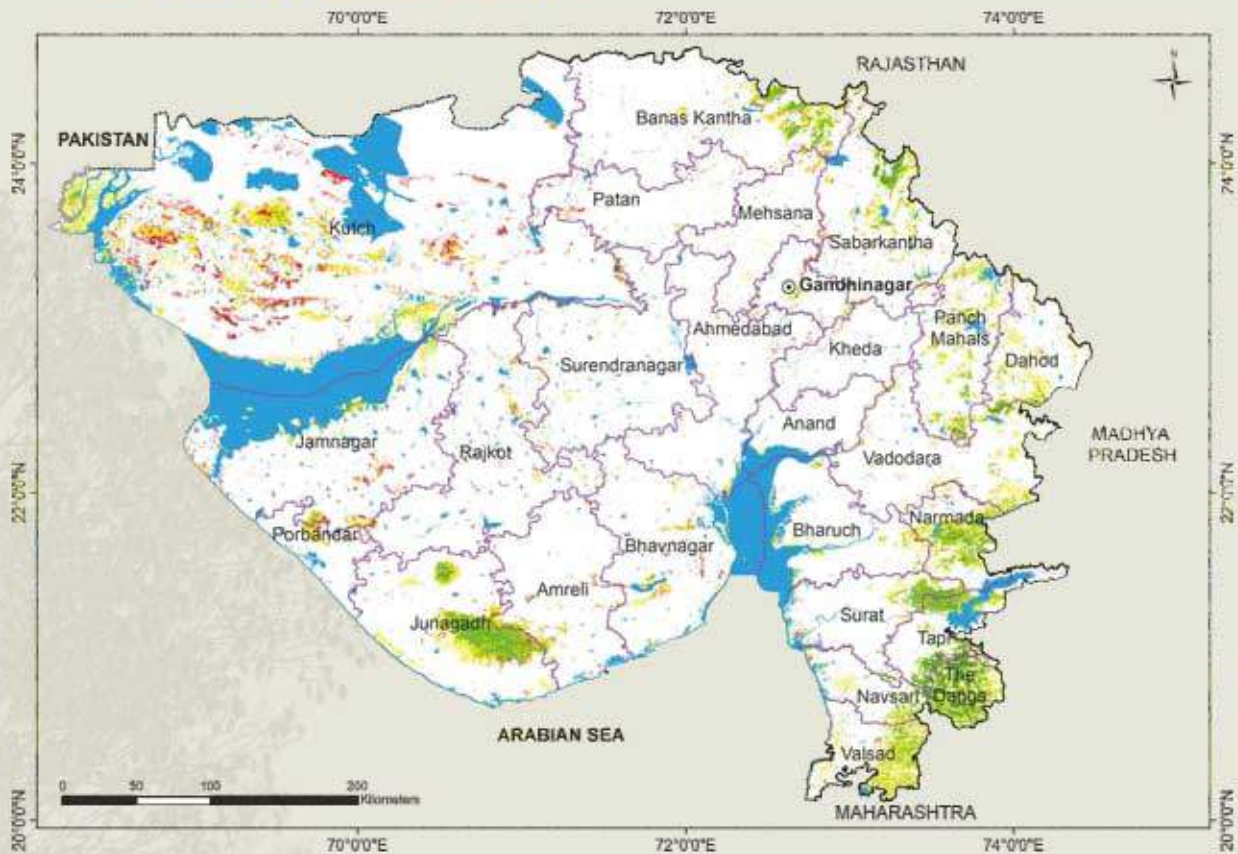 70°0'0"E 72°0'0"E 74°0'0"E
RAJASTHAN
N
Banas Kantha
PAKISTAN
24°0'0"N
24°0'0"N
Patan
Mehsana
Kutch
Sabarkantha
Gandhinagar
Ahmedabad
Panch
Mahals
Kheda
Dahod
Surendranagar
Anand
Jamnagar
Rajkot
Vadodara
MADHYA
PRADESH
22°0'0"N
22°0'0"N
Porbandar
Bhavnagar
Bharuch
Narmada
Amreli
Junagadh
Surat
Tapi
The
Dangs
Navsari
ARABIAN SEA
Valsad
0 50 100 200
Kilometers
MAHARASHTRA
20°0'0"N
20°0'0"N
70°0'0"E 72°0'0"E 74°0'0"E